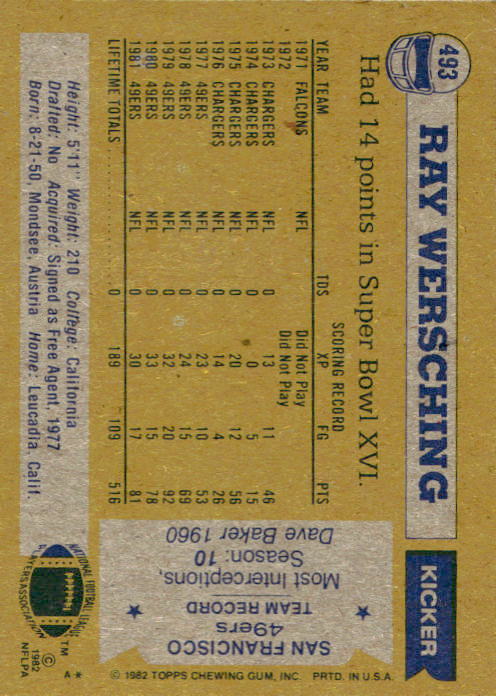 493
RAY WERSCHING
KICKER
Had 14 points in Super Bowl XVI.
SCORING RECORD
YEAR TEAM TDS XP FG PTS
1971 FALCONS NFL Did Not Play
1972 Did Not Play
1973 CHARGERS NFL 0 13 11 46
1974 CHARGERS NFL 0 0 5 15
1975 CHARGERS NFL 0 20 12 56
1976 CHARGERS NFL 0 14 4 26
1977 49ERS NFL 0 23 10 53
1978 49ERS NFL 0 24 15 69
1979 49ERS NFL 0 32 20 92
1980 49ERS NFL 0 33 15 78
1981 49ERS NFL 0 30 17 81
LIFETIME TOTALS 0 189 109 516
Height: 5'11" Weight: 210 College: California
Drafted: No Acquired: Signed as Free Agent, 1977
Born: 8-21-50, Mondsee, Austria Home: Leucadia, Calif.
SAN FRANCISCO
49ers
TEAM RECORD
Most Interceptions,
Season: 10
Dave Baker 1960
NATIONAL FOOTBALL LEAGUE
PLAYERS ASSOCIATION
TM
© 1982
NFLPA
A*
© 1982 TOPPS CHEWING GUM, INC. PRTD. IN U.S.A.